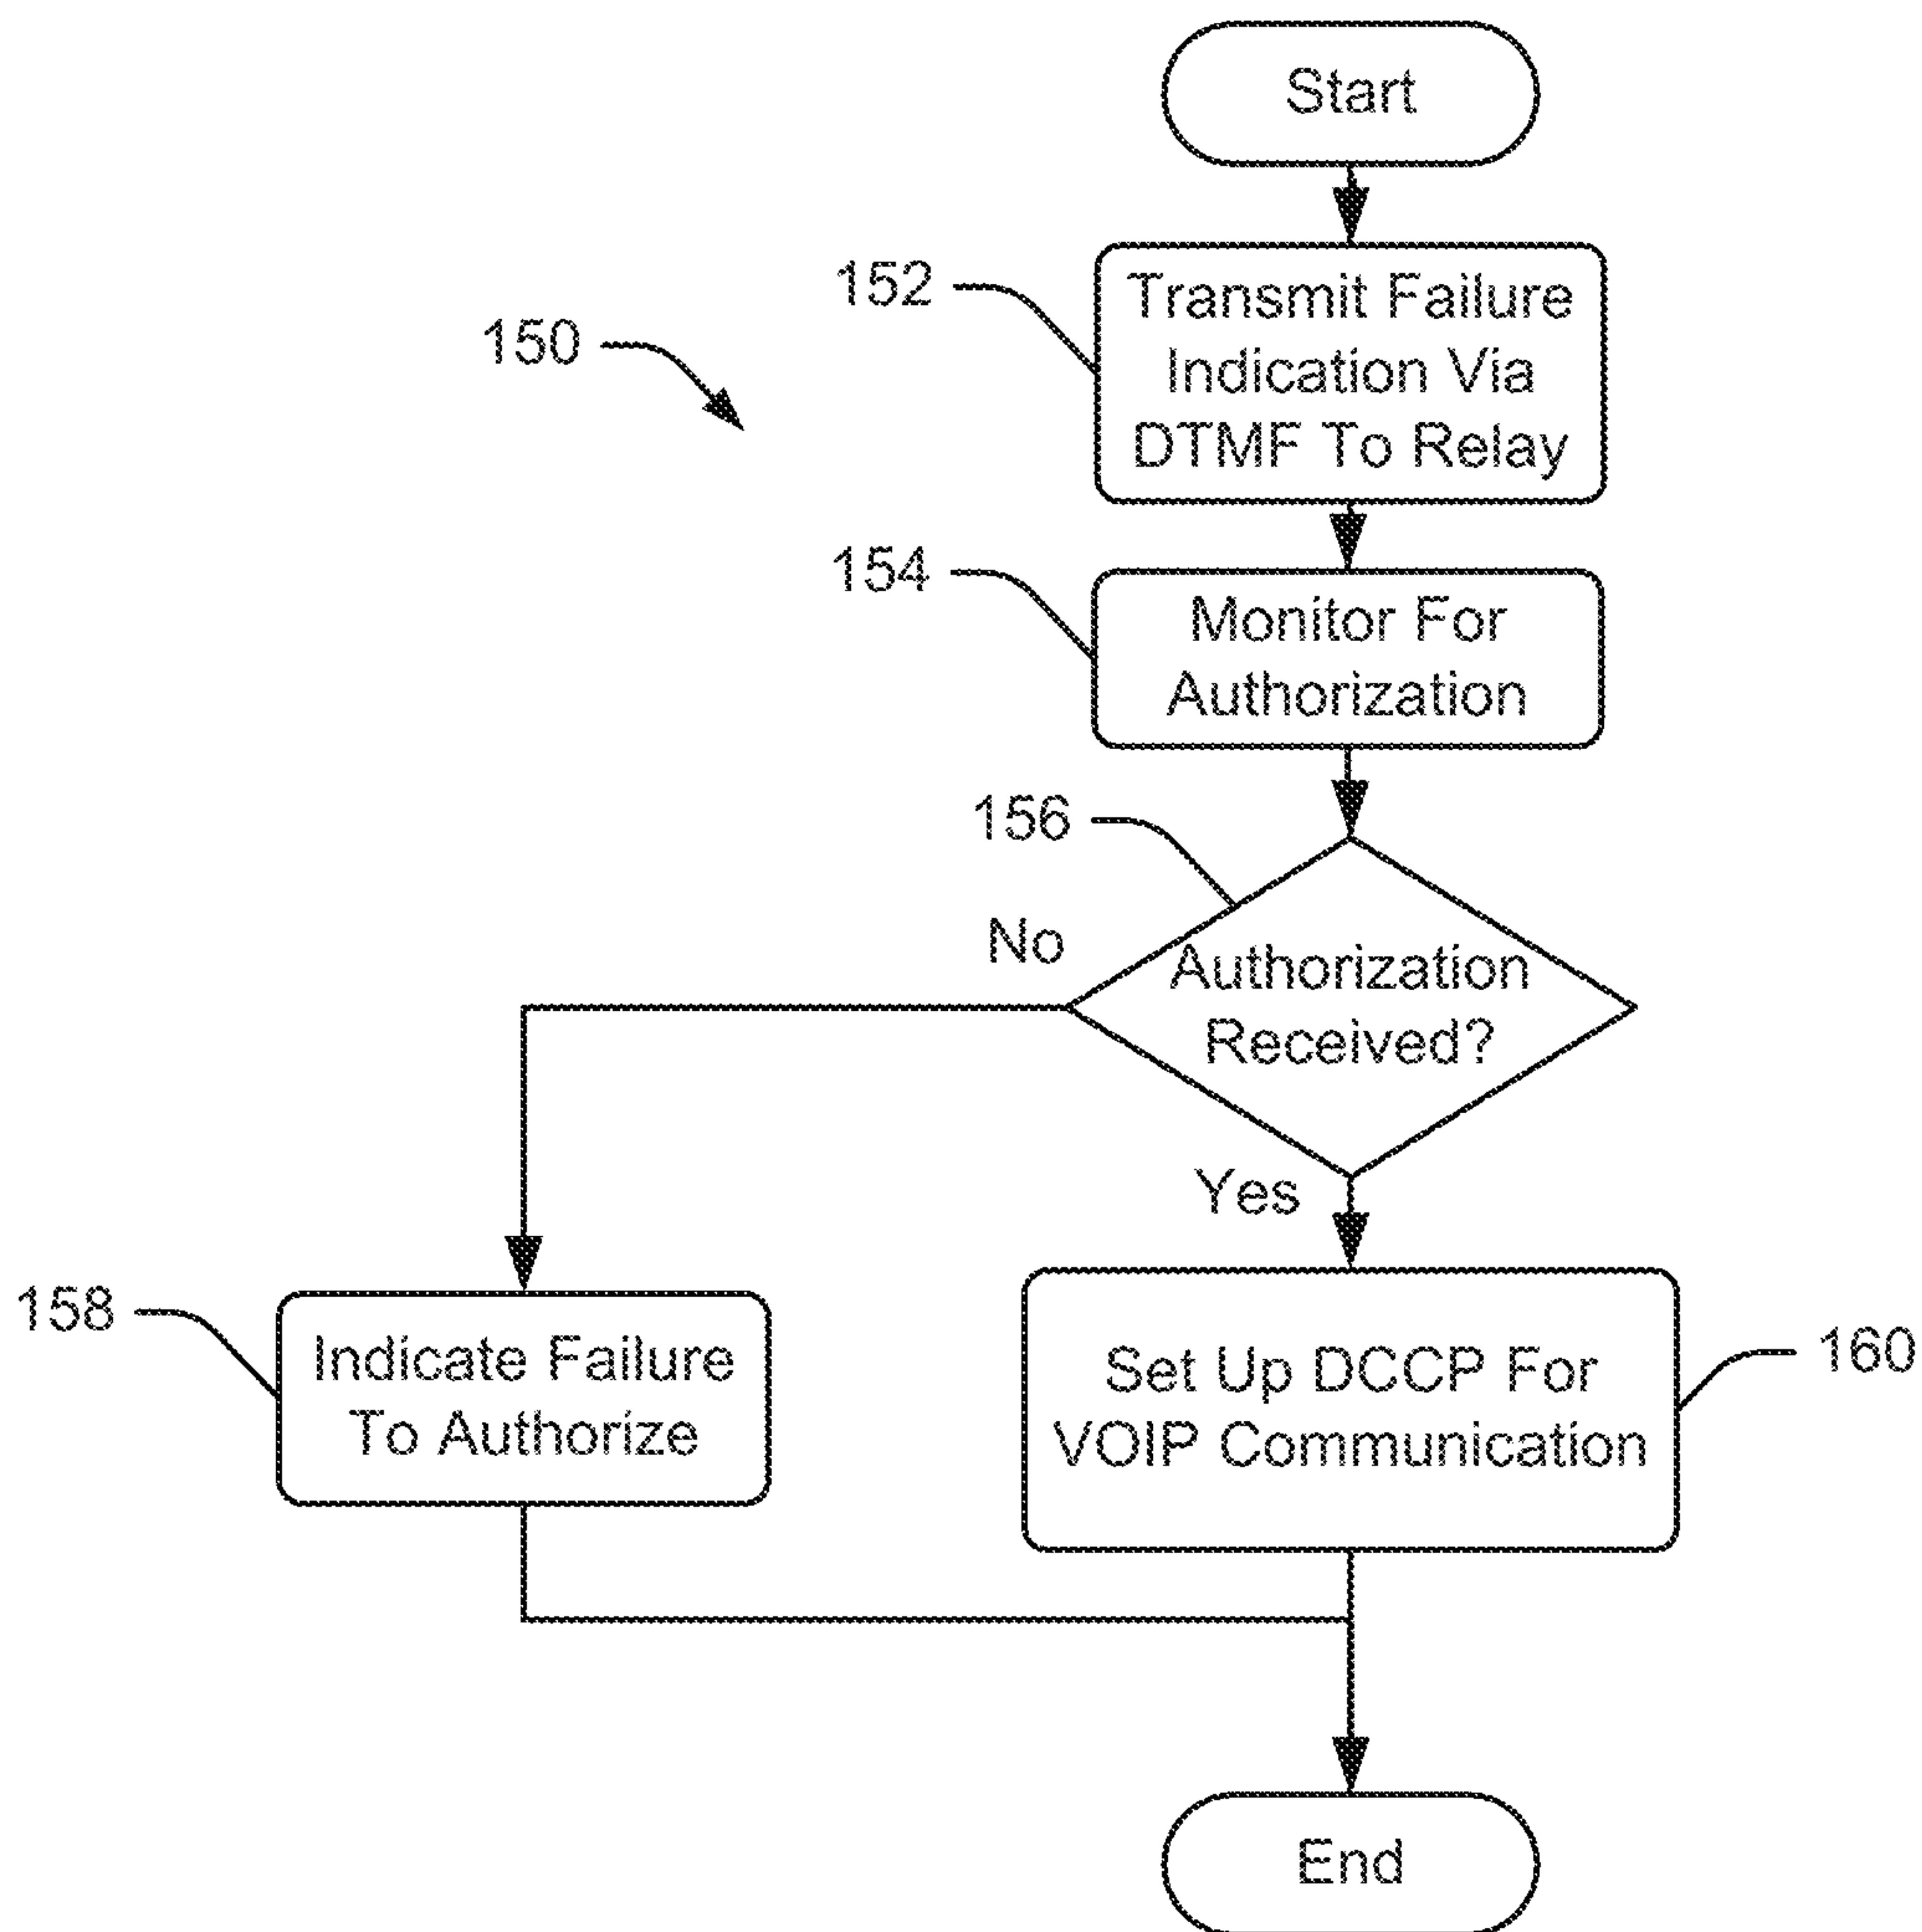 Start
152
Transmit Failure
Indication Via
DTMF To Relay
150
154
Monitor For
Authorization
156
No
Authorization
Received?
Yes
158
Indicate Failure
To Authorize
Set Up DCCP For
VOIP Communication
160
End